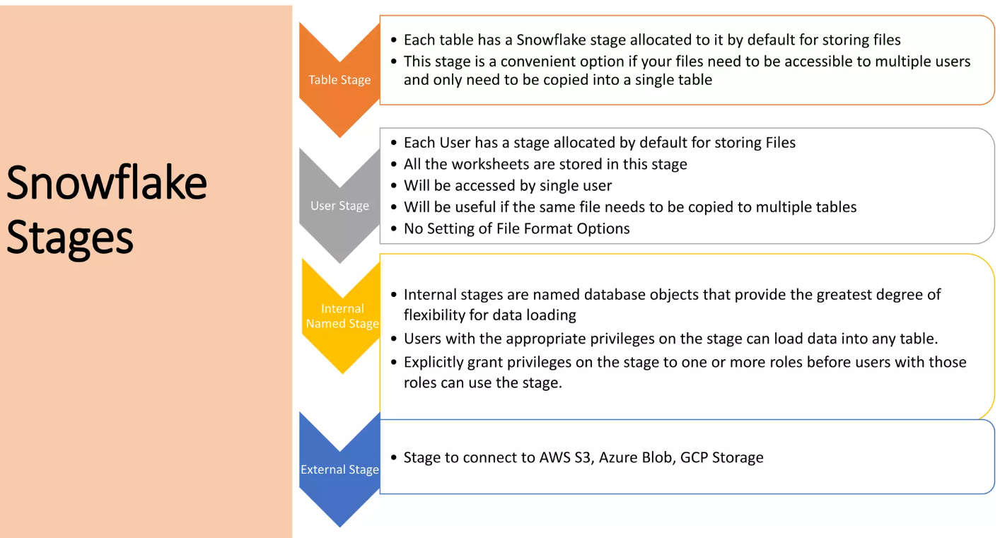 Snowflake
Stages
Table Stage
• Each table has a Snowflake stage allocated to it by default for storing files
• This stage is a convenient option if your files need to be accessible to multiple users
and only need to be copied into a single table
User Stage
• Each User has a stage allocated by default for storing Files
• All the worksheets are stored in this stage
• Will be accessed by single user
• Will be useful if the same file needs to be copied to multiple tables
• No Setting of File Format Options
Internal
Named Stage
• Internal stages are named database objects that provide the greatest degree of
flexibility for data loading
• Users with the appropriate privileges on the stage can load data into any table.
• Explicitly grant privileges on the stage to one or more roles before users with those
roles can use the stage.
External Stage
• Stage to connect to AWS S3, Azure Blob, GCP Storage